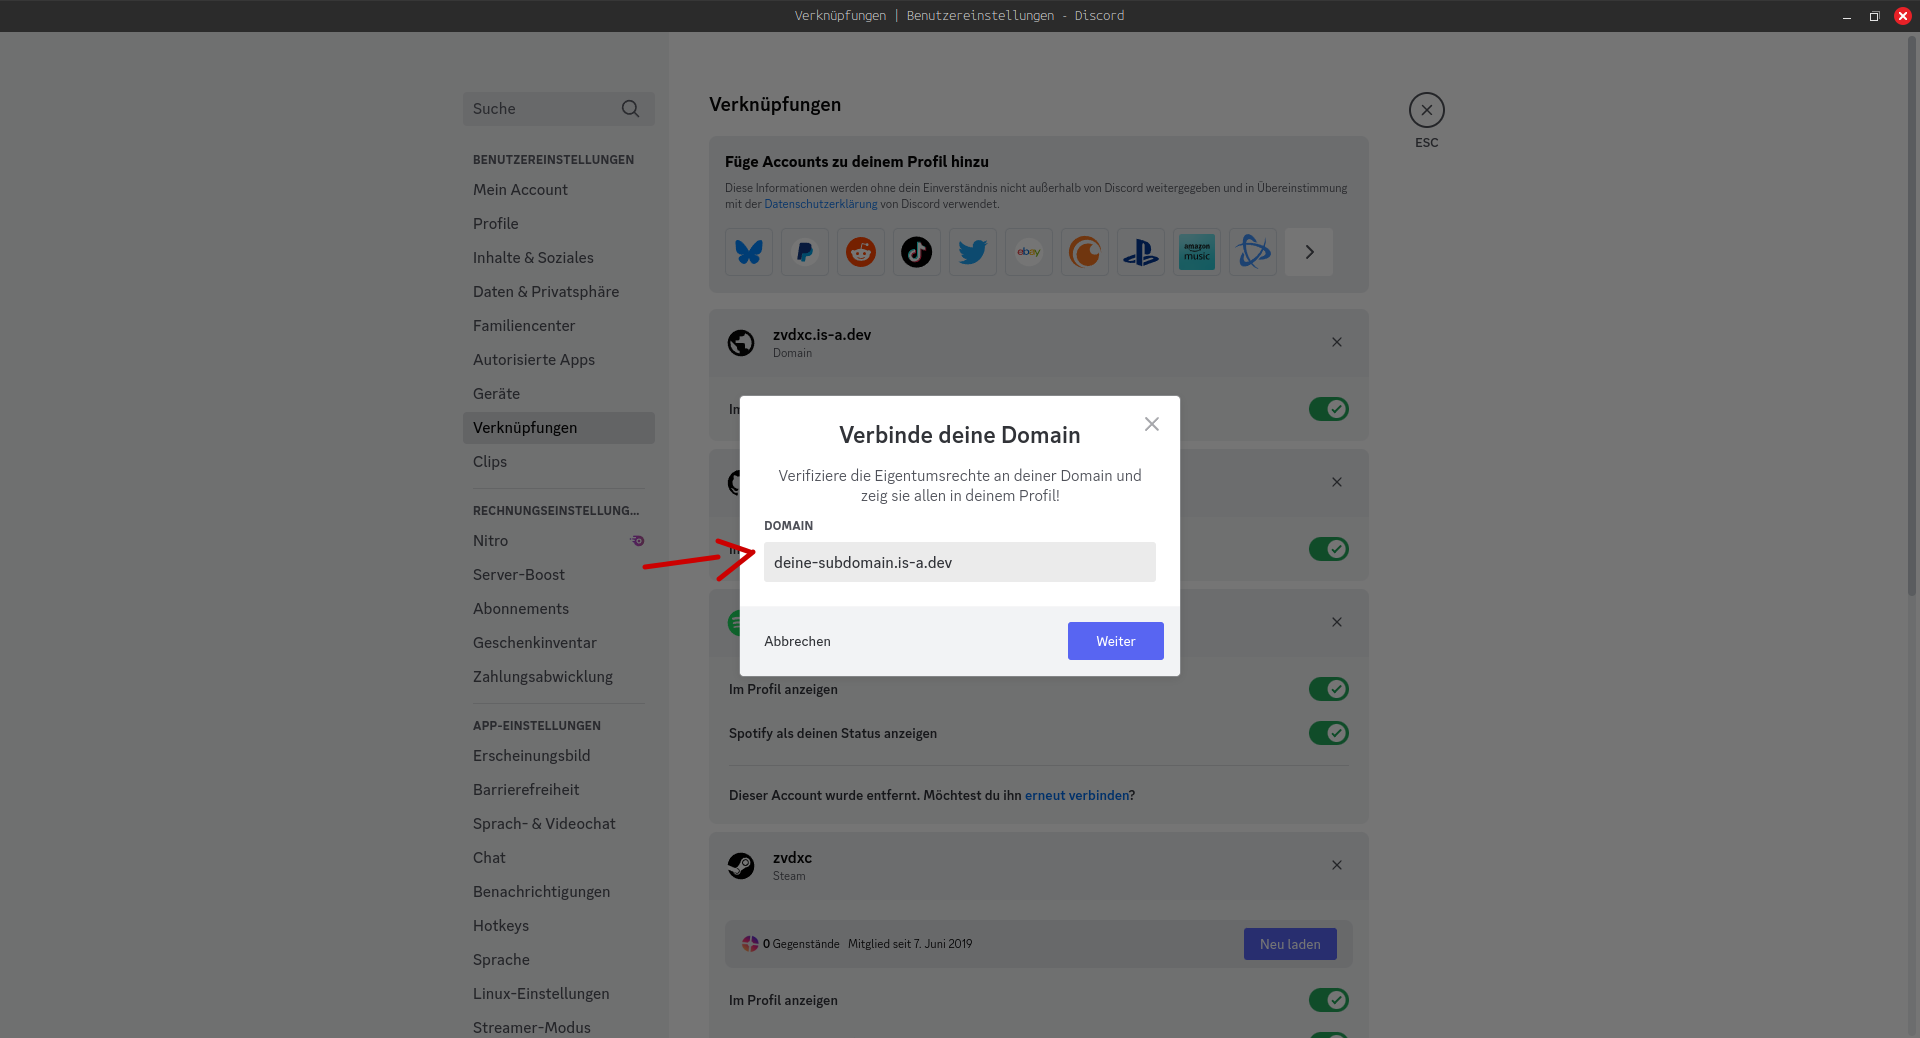 Verknüpfungen | Benutzereinstellungen - Discord
Suche
BENUTZEREINSTELLUNGEN
Mein Account
Profile
Inhalte & Soziales
Daten & Privatsphäre
Familiencenter
Autorisierte Apps
Geräte
Verknüpfungen
Clips
RECHNUNGSEINSTELLUNG...
Nitro
Server-Boost
Abonnements
Geschenkinventar
Zahlungsabwicklung
APP-EINSTELLUNGEN
Erscheinungsbild
Barrierefreiheit
Sprach- & Videochat
Chat
Benachrichtigungen
Hotkeys
Sprache
Linux-Einstellungen
Streamer-Modus
Verknüpfungen
ESC
Füge Accounts zu deinem Profil hinzu
Diese Informationen werden ohne dein Einverständnis nicht außerhalb von Discord weitergegeben und in Übereinstimmung
mit der Datenschutzerklärung von Discord verwendet.
ebay
amazon
music
zvdxc.is-a.dev
Domain
Verbinde deine Domain
Verifiziere die Eigentumsrechte an deiner Domain und
zeig sie allen in deinem Profil!
DOMAIN
deine-subdomain.is-a.dev
Abbrechen
Weiter
Im Profil anzeigen
Spotify als deinen Status anzeigen
Dieser Account wurde entfernt. Möchtest du ihn erneut verbinden?
zvdxc
Steam
0 Gegenstände Mitglied seit 7. Juni 2019
Neu laden
Im Profil anzeigen